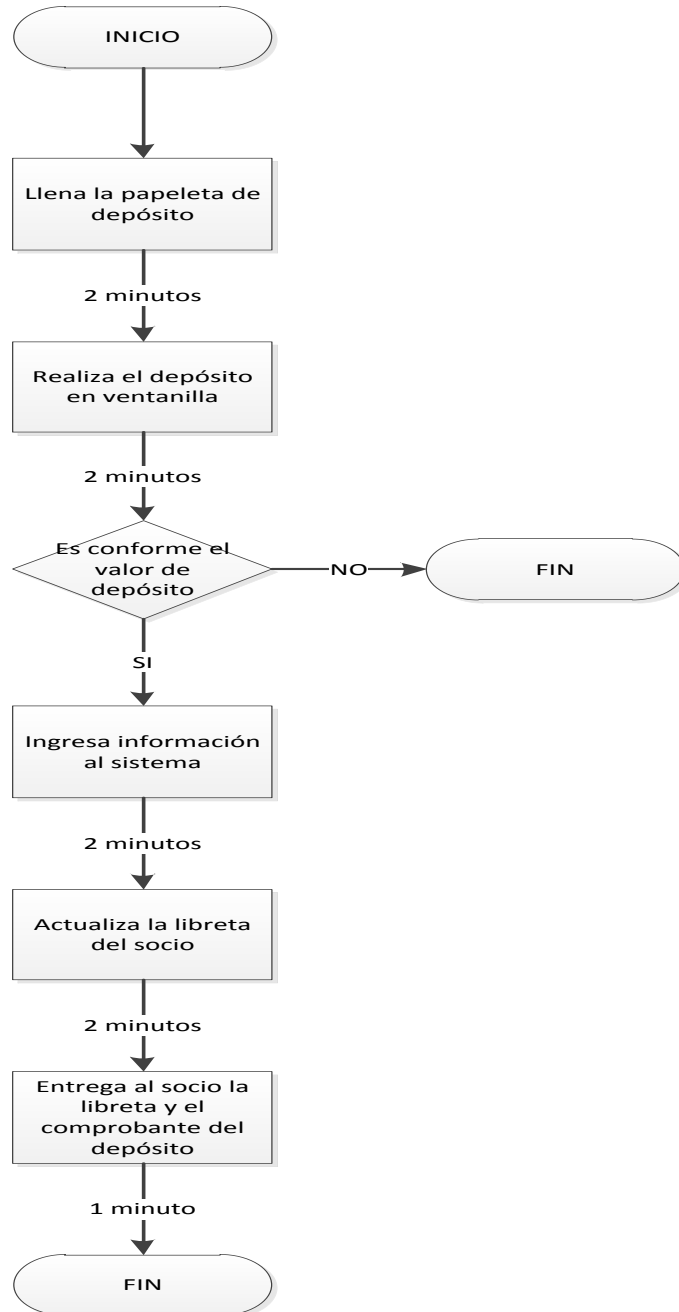 INICIO
Llena la papeleta de
depósito
2 minutos
Realiza el depósito
en ventanilla
2 minutos
Es conforme el
valor de
depósito
NO
FIN
SI
Ingresa información
al sistema
2 minutos
Actualiza la libreta
del socio
2 minutos
Entrega al socio la
libreta y el
comprobante del
depósito
1 minuto
FIN